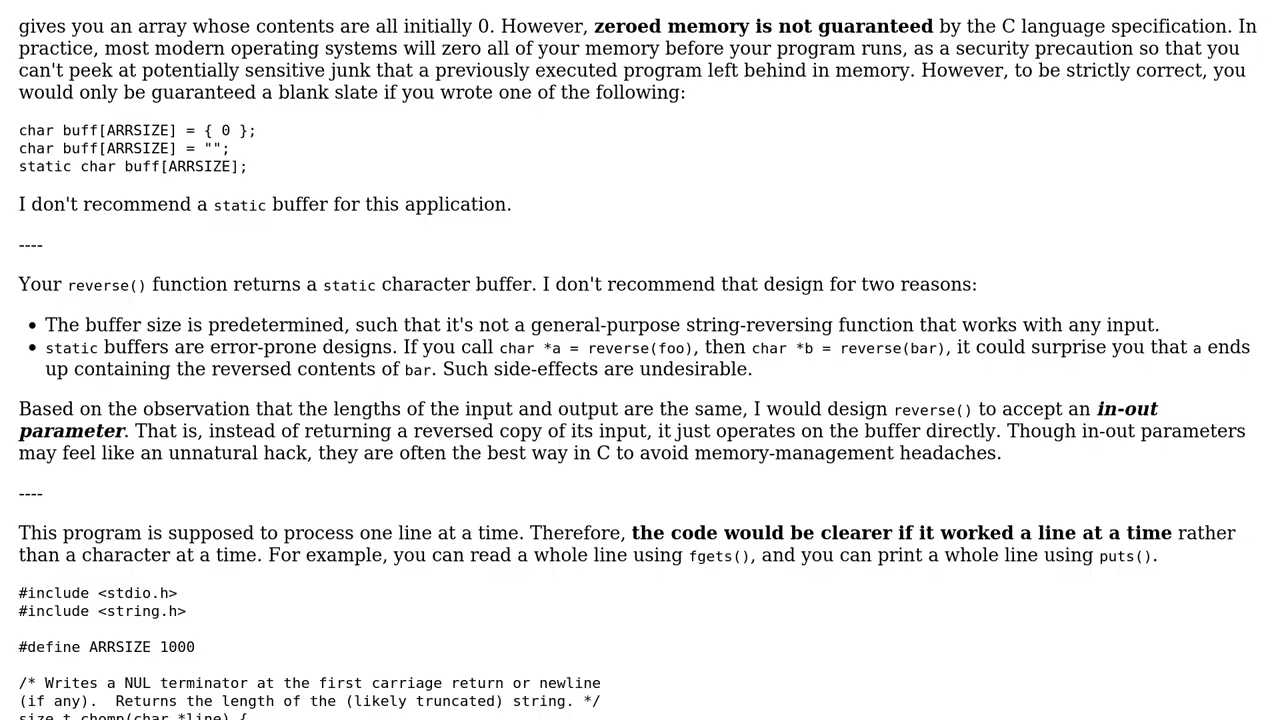 gives you an array whose contents are all initially 0. However, zeroed memory is not guaranteed by the C language specification. In
practice, most modern operating systems will zero all of your memory before your program runs, as a security precaution so that you
can't peek at potentially sensitive junk that a previously executed program left behind in memory. However, to be strictly correct, you
would only be guaranteed a blank slate if you wrote one of the following:
char buff[ARRSIZE] = { 0 };
char buff[ARRSIZE] = "";
static char buff[ARRSIZE];
I don't recommend a static buffer for this application.
----
Your reverse() function returns a static character buffer. I don't recommend that design for two reasons:
• The buffer size is predetermined, such that it's not a general-purpose string-reversing function that works with any input.
• static buffers are error-prone designs. If you call char *a = reverse(foo), then char *b = reverse(bar), it could surprise you that a ends
up containing the reversed contents of bar. Such side-effects are undesirable.
Based on the observation that the lengths of the input and output are the same, I would design reverse() to accept an in-out
parameter. That is, instead of returning a reversed copy of its input, it just operates on the buffer directly. Though in-out parameters
may feel like an unnatural hack, they are often the best way in C to avoid memory-management headaches.
----
This program is supposed to process one line at a time. Therefore, the code would be clearer if it worked a line at a time rather
than a character at a time. For example, you can read a whole line using fgets(), and you can print a whole line using puts().
#include <stdio.h>
#include <string.h>
#define ARRSIZE 1000
/* Writes a NUL terminator at the first carriage return or newline
(if any).  Returns the length of the (likely truncated) string. */
size_t chomp(char *line) {